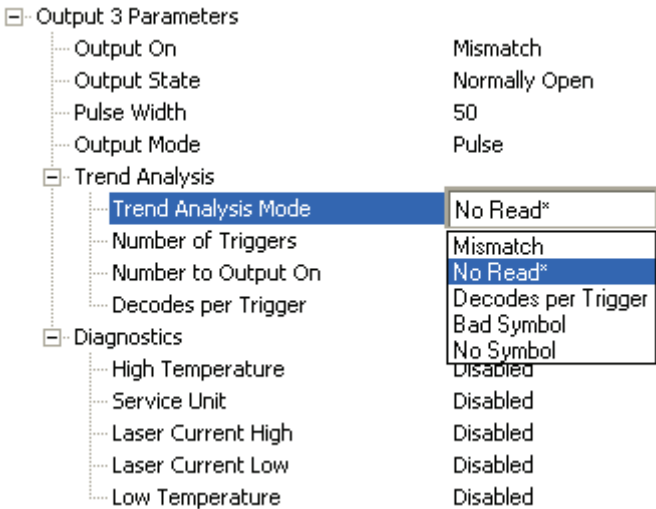 Output 3 Parameters
Output On Mismatch
Output State Normally Open
Pulse Width 50
Output Mode Pulse
Trend Analysis
Trend Analysis Mode No Read*
Number of Triggers Mismatch
Number to Output On No Read*
Decodes per Trigger Decodes per Trigger
Bad Symbol
Diagnostics No Symbol
High Temperature Disabled
Service Unit Disabled
Laser Current High Disabled
Laser Current Low Disabled
Low Temperature Disabled